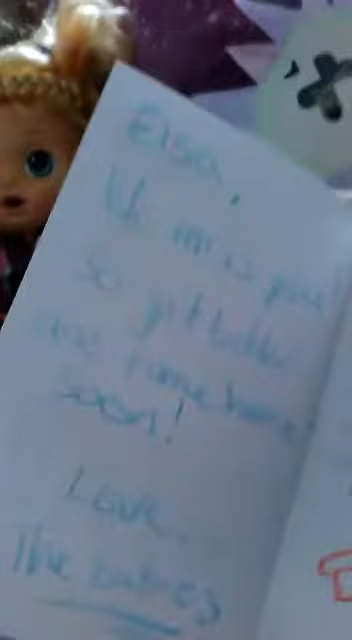 Elsa,
We miss you
so get better
and come home
soon!
Love,
The babies